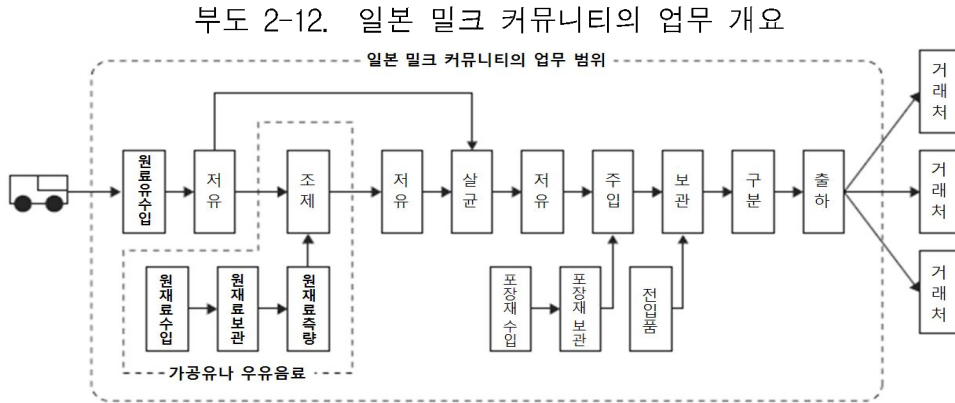 부도 2-12. 일본 밀크 커뮤니티의 업무 개요
일본 밀크 커뮤니티의 업무 범위
원료유수입
저유
조제
저유
살균
저유
주입
보관
구분
출하
거래처
거래처
거래처
원재료수입
원재료보관
원재료측량
포장재 수입
포장재 보관
전입품
가공유나 우유음료